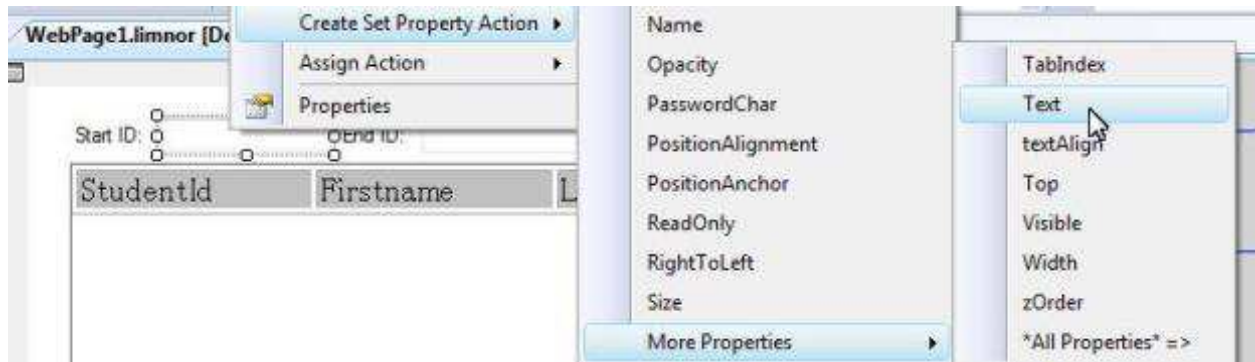 WebPage1.limnor [De
Create Set Property Action
Assign Action
Properties
Name
Opacity
PasswordChar
PositionAlignment
PositionAnchor
ReadOnly
RightToLeft
Size
More Properties
TabIndex
Text
textAlign
Top
Visible
Width
zOrder
*All Properties* =>
Start ID:
End ID:
StudentId
Firstname
L